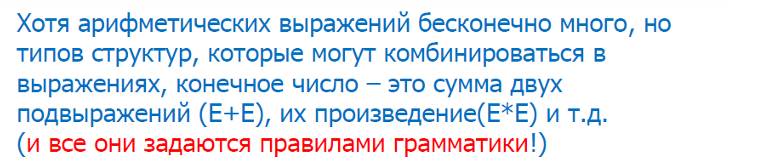 Хотя арифметических выражений бесконечно много, но
типов структур, которые могут комбинироваться в
выражениях, конечное число – это сумма двух
подвыражений (Е+Е), их произведение(Е*Е) и т.д.
(и все они задаются правилами грамматики!)